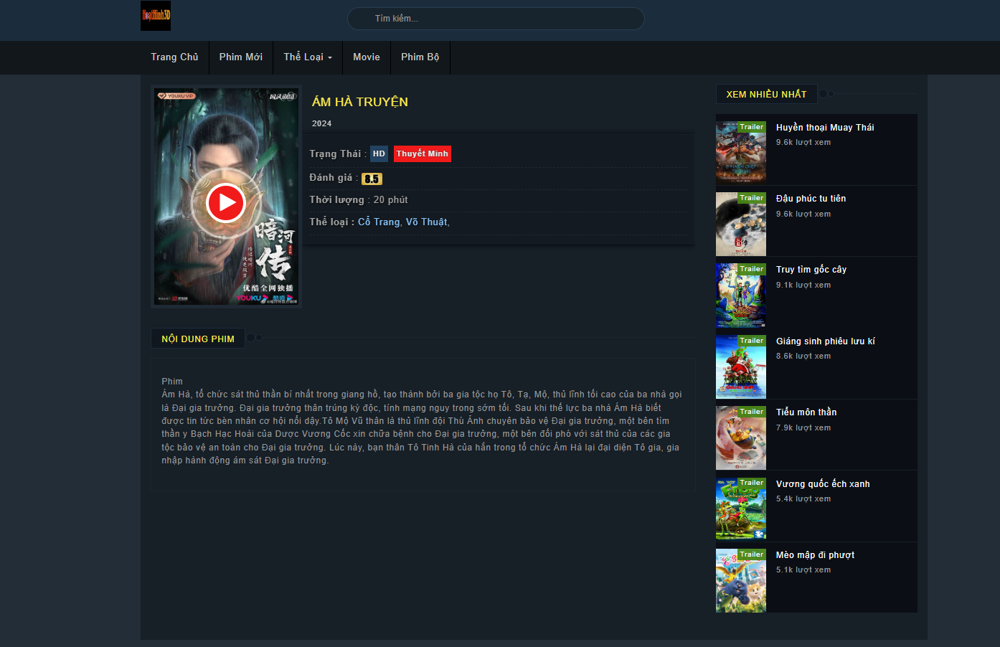 HoạtHình3D
Tìm kiếm...
Trang Chủ
Phim Mới
Thể Loại
Movie
Phim Bộ
YOUKU VIP
暗河
传
优酷全网独播
YOUKU 酷喵
ÁM HÀ TRUYỆN
2024
Trạng Thái : HD Thuyết Minh
Đánh giá : 8.5
Thời lượng : 20 phút
Thể loại : Cổ Trang, Võ Thuật,
NỘI DUNG PHIM
Phim
Ám Hà, tổ chức sát thủ thần bí nhất trong giang hồ, tạo thành bởi ba gia tộc họ Tô, Tạ, Mộ, thủ lĩnh tối cao của ba nhà gọi
là Đại gia trưởng. Đại gia trưởng thân trúng kỳ độc, tính mạng nguy trong sớm tối. Sau khi thế lực ba nhà Ám Hà biết
được tin tức bèn nhân cơ hội nổi dậy.Tô Mộ Vũ thân là thủ lĩnh đội Thù Ảnh chuyên bảo vệ Đại gia trưởng, một bên tìm
thần y Bạch Hạc Hoài của Dược Vương Cốc xin chữa bệnh cho Đại gia trưởng, một bên đối phó với sát thủ của các gia
tộc bảo vệ an toàn cho Đại gia trưởng. Lúc này, bạn thân Tô Tinh Hà của hắn trong tổ chức Ám Hà lại đại diện Tô gia, gia
nhập hành động ám sát Đại gia trưởng.
XEM NHIỀU NHẤT
Trailer
Huyền thoại Muay Thái
9.6k lượt xem
Trailer
Đậu phúc tu tiên
9.6k lượt xem
Trailer
Truy tìm gốc cây
9.1k lượt xem
Trailer
Giáng sinh phiêu lưu kí
8.6k lượt xem
Trailer
Tiểu môn thần
7.9k lượt xem
Trailer
Vương quốc ếch xanh
5.4k lượt xem
Trailer
Mèo mập đi phượt
5.1k lượt xem